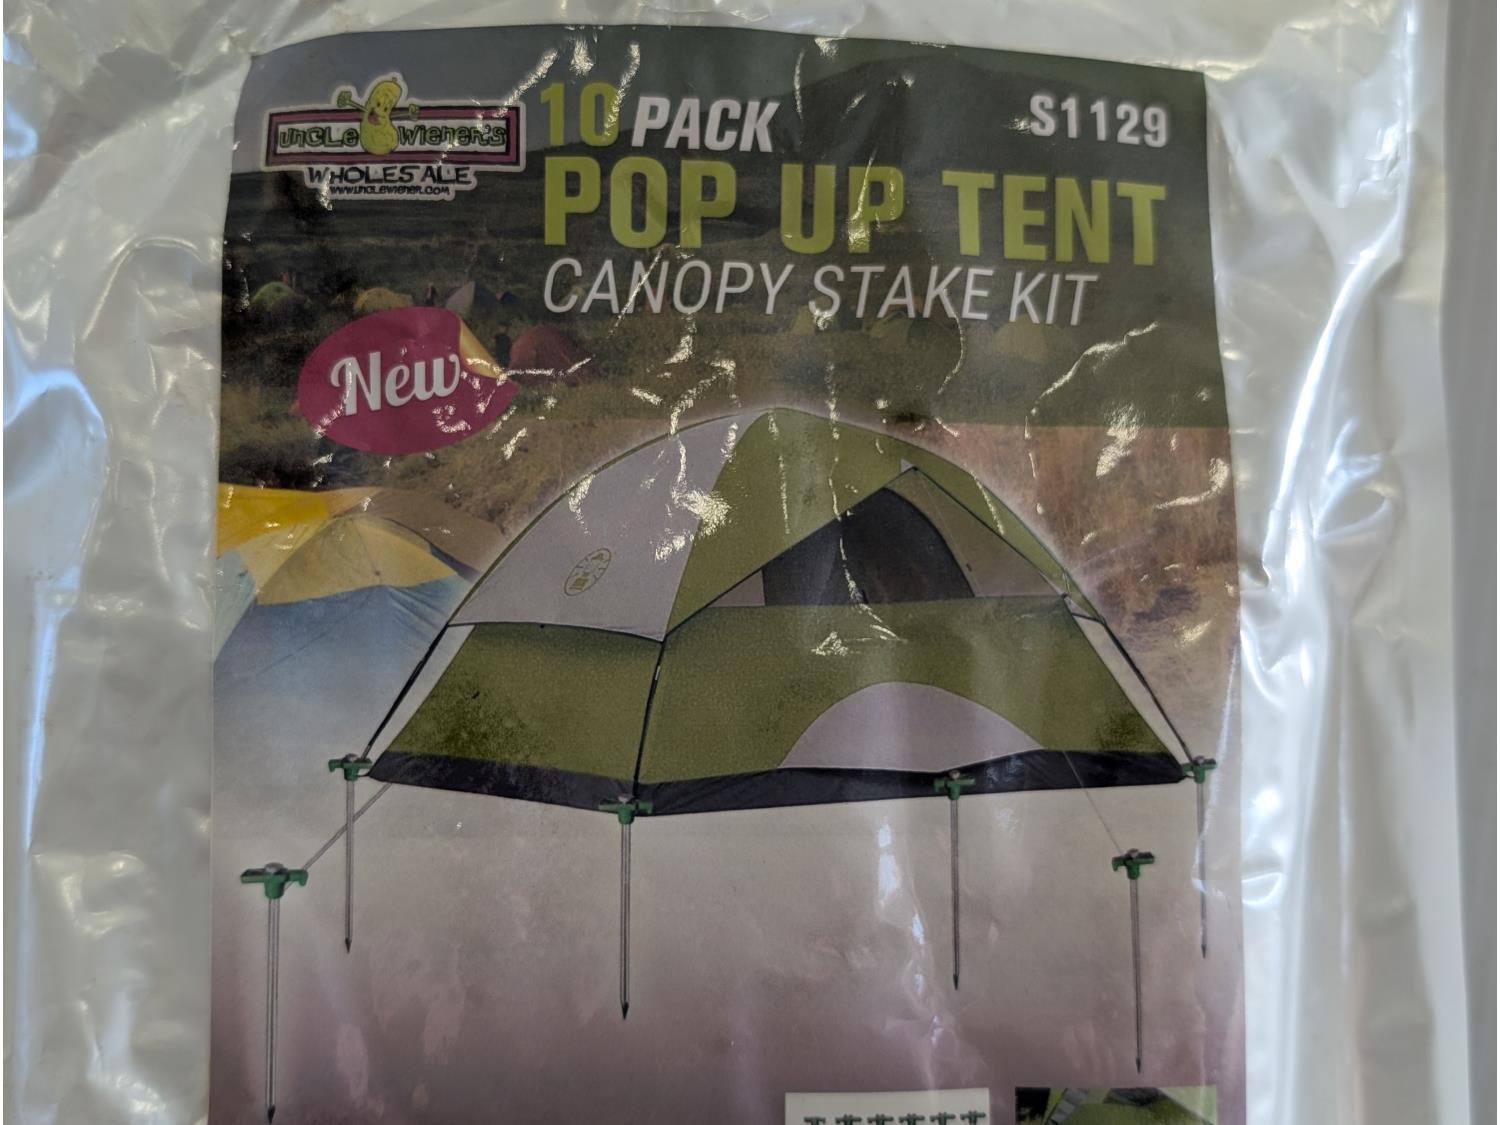 UNCLE WIENER'S
WHOLESALE
WWW.UNCLEWIENER.COM
10 PACK
S1129
POP UP TENT
CANOPY STAKE KIT
New